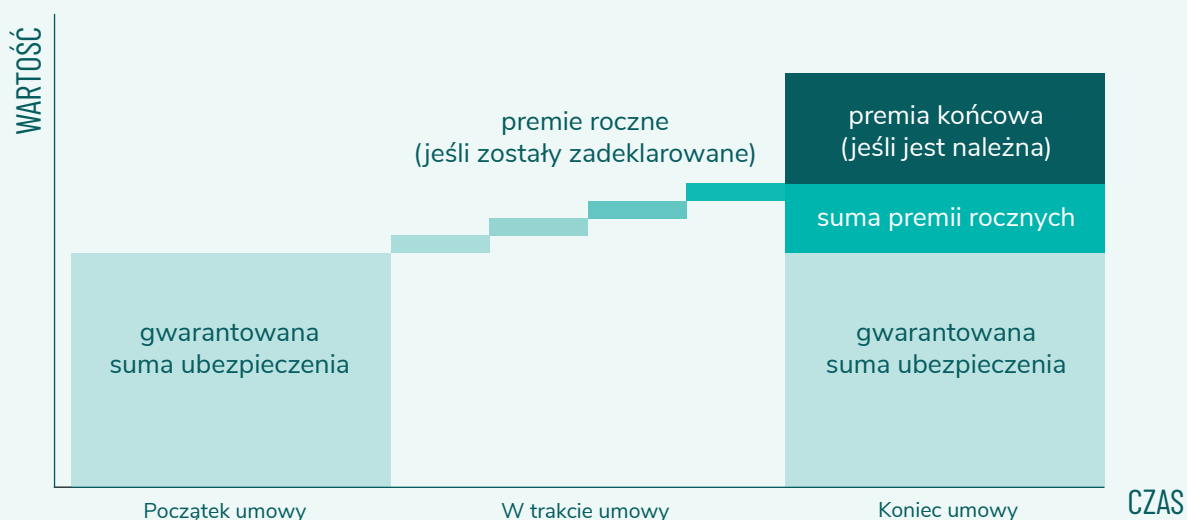 WARTOŚĆ
premie roczne
(jeśli zostały zadeklarowane)
premia końcowa
(jeśli jest należna)
suma premii rocznych
gwarantowana
suma ubezpieczenia
gwarantowana
suma ubezpieczenia
Początek umowy
W trakcie umowy
Koniec umowy
CZAS